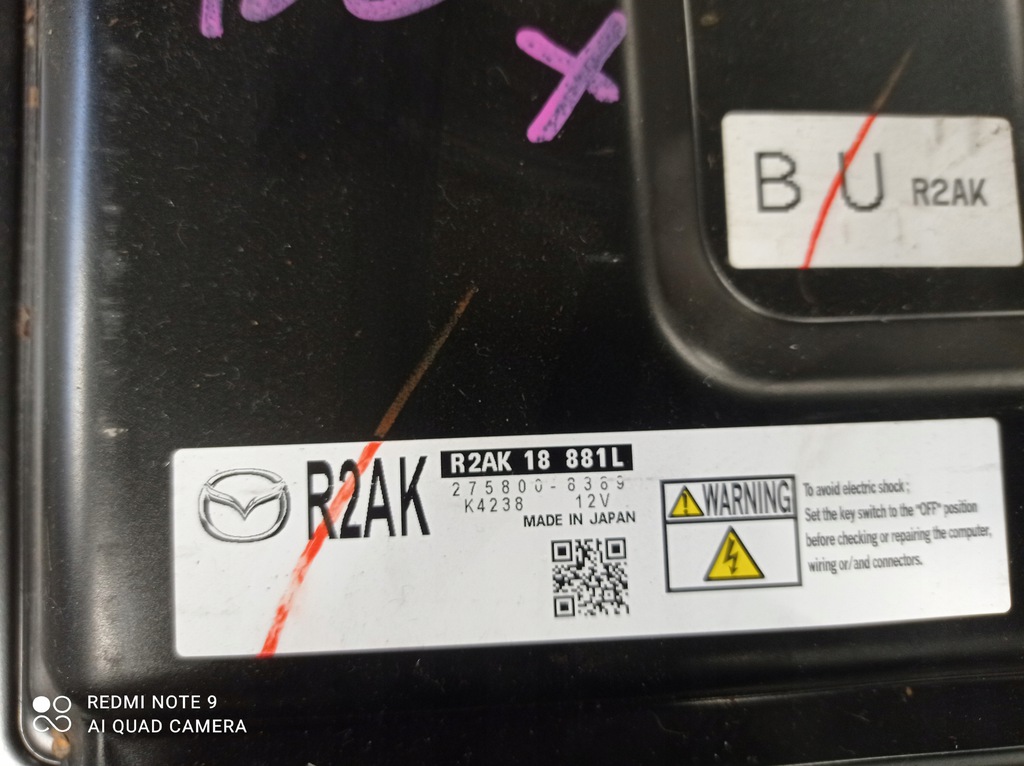 X
B U R2AK
R2AK
R2AK 18 881L
275800-8369
K4238 12V
MADE IN JAPAN
WARNING
To avoid electric shock :
Set the key switch to the "OFF" position
before checking or repairing the computer,
wiring or/and connectors.
REDMI NOTE 9
AI QUAD CAMERA